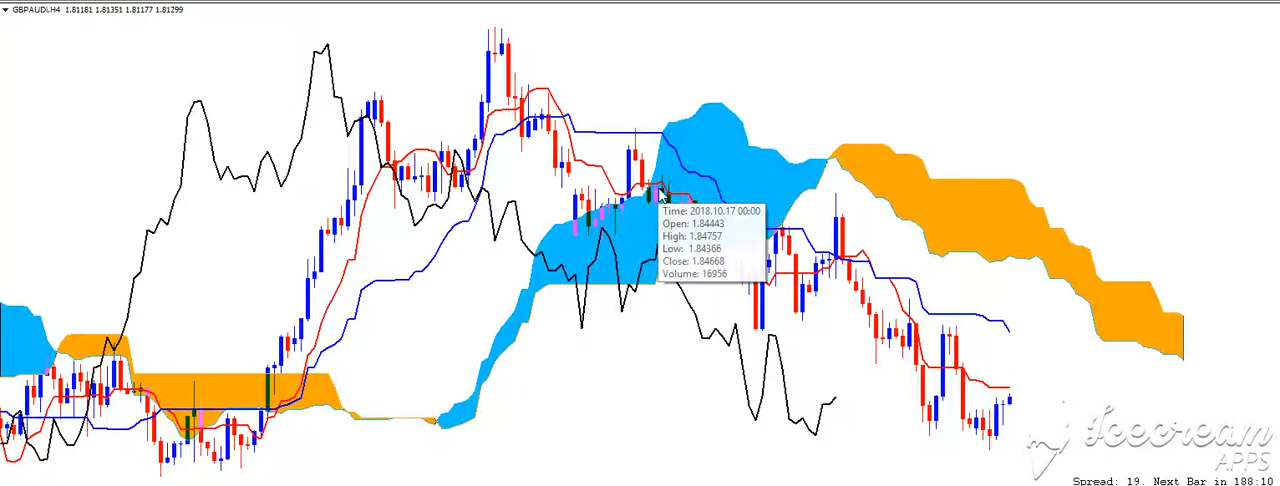 GBPAUDi,H4 1.81181 1.81351 1.81177 1.81299
Time: 2018.10.17 00:00
Open: 1.84443
High: 1.84757
Low: 1.84366
Close: 1.84668
Volume: 16956
Icecream
APPS
Spread: 19. Next Bar in 188:10